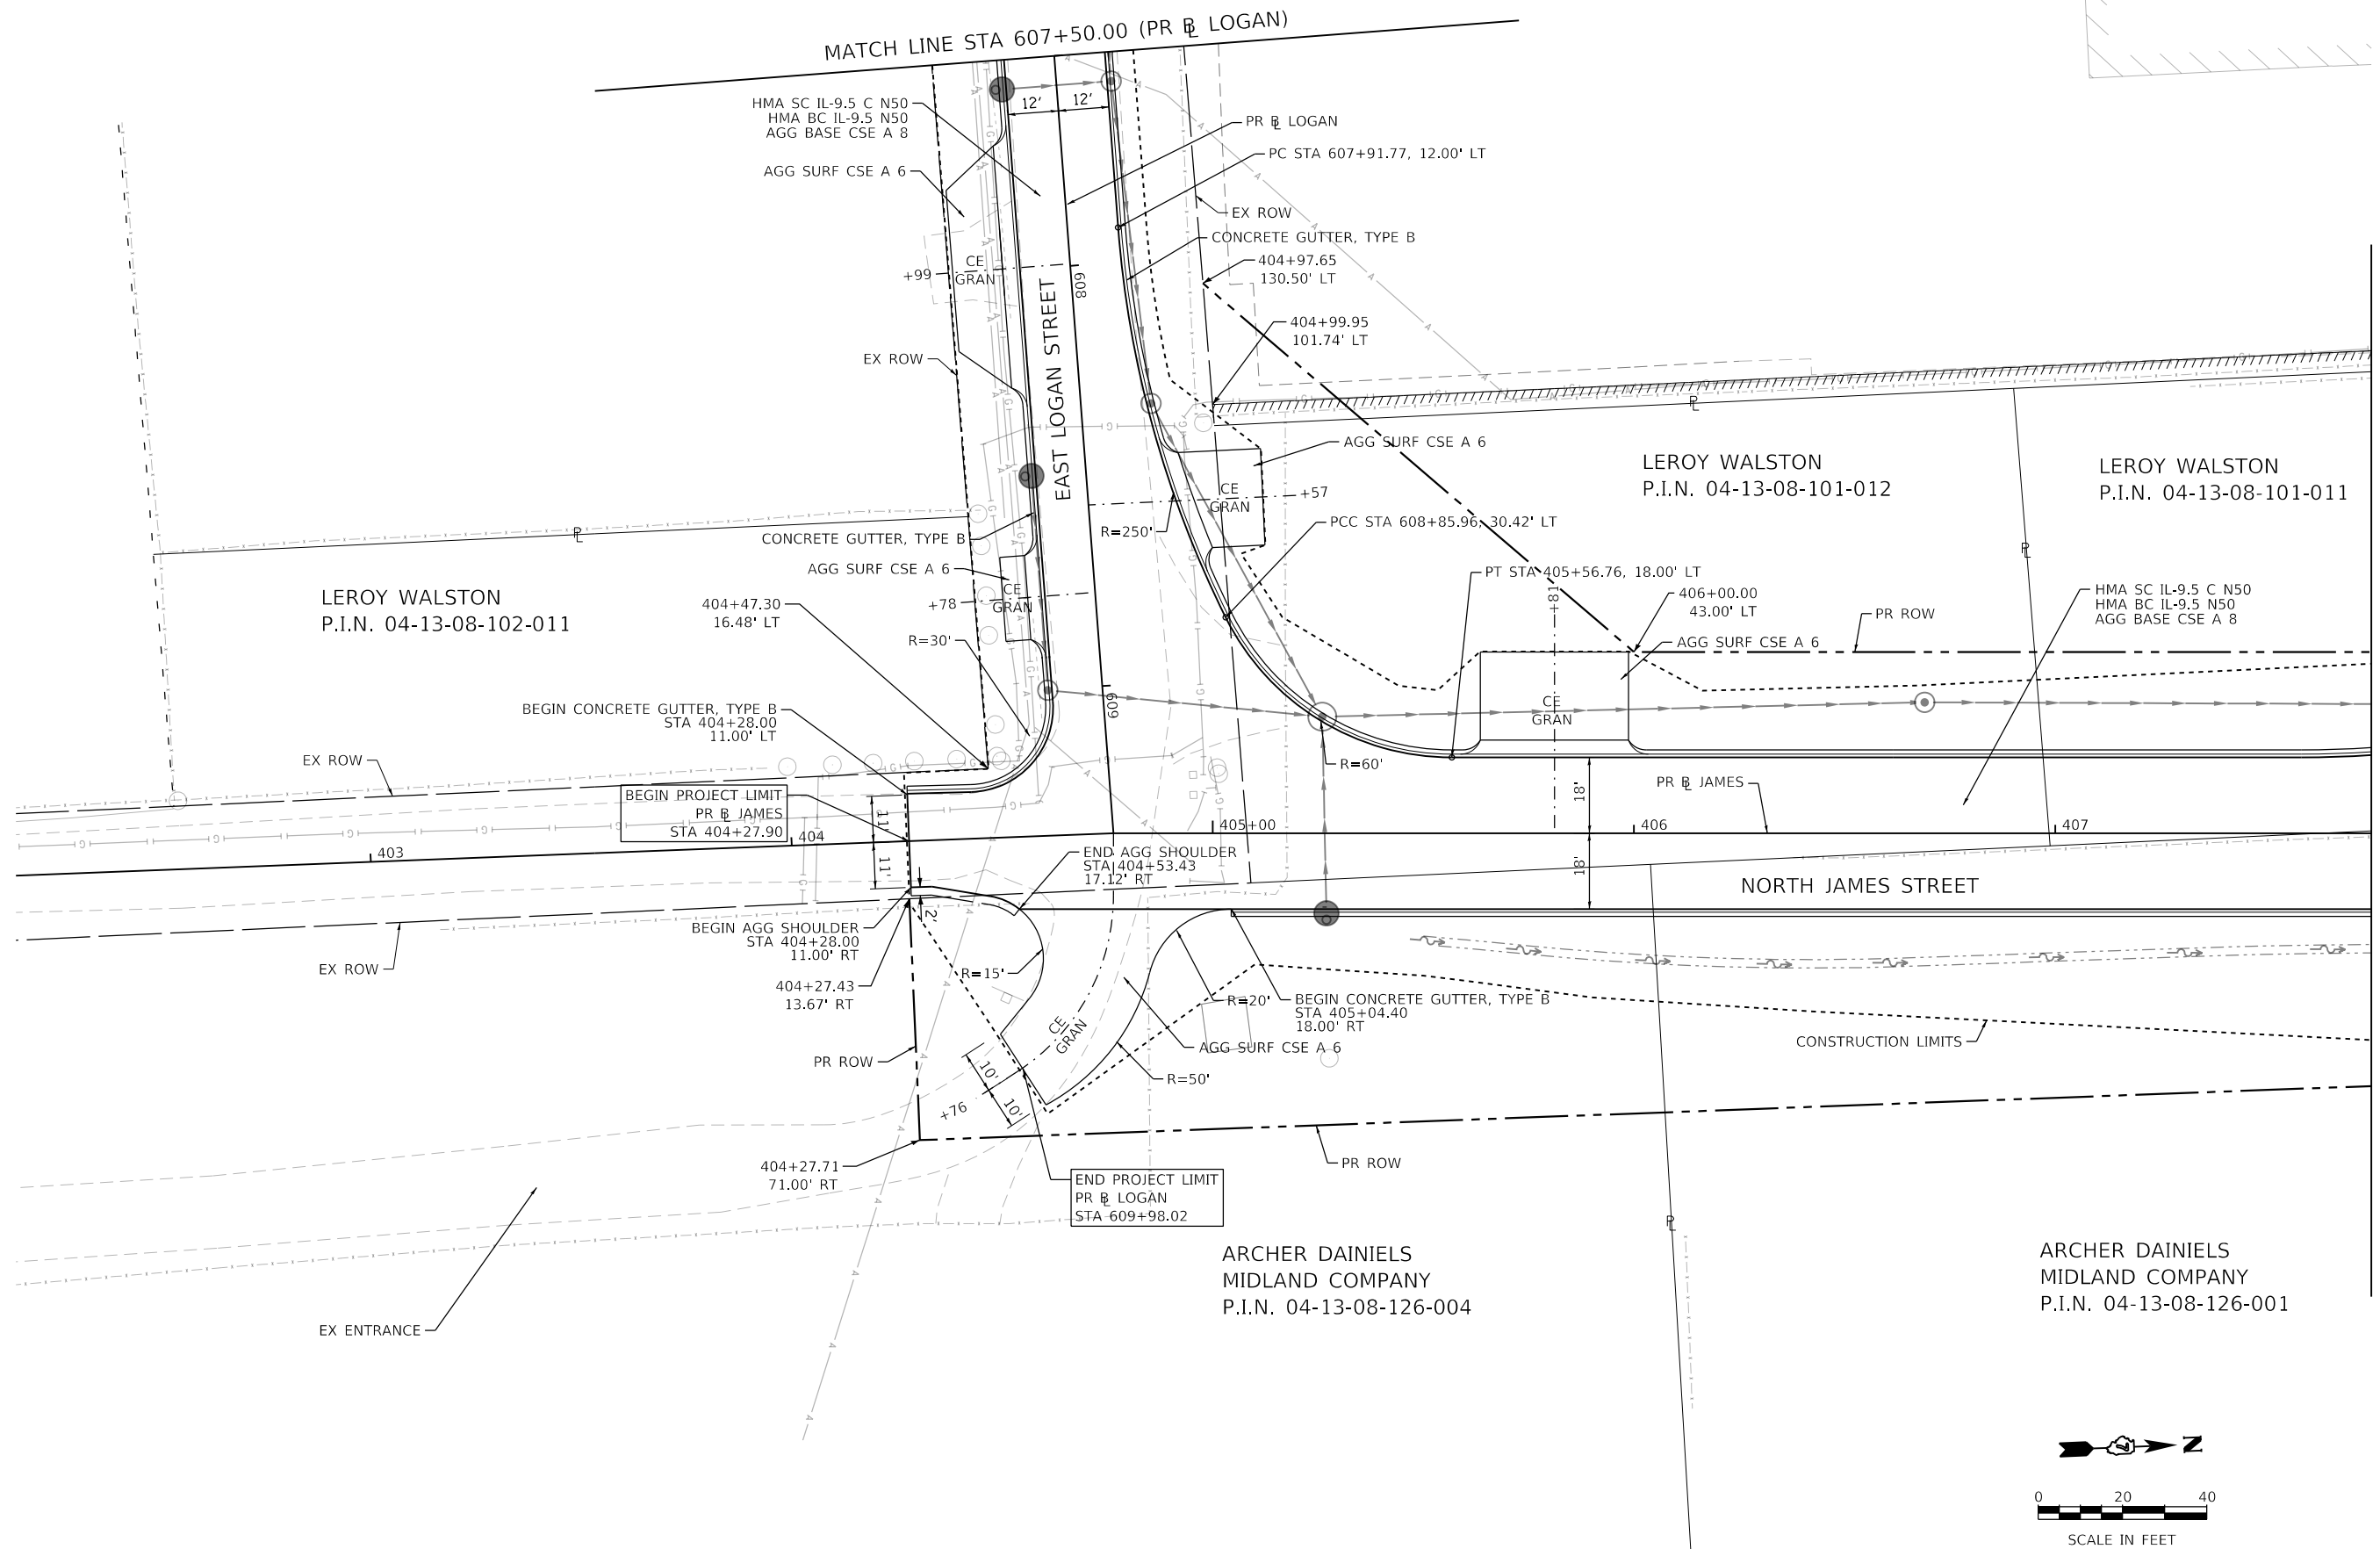 MATCH LINE STA 607+50.00 (PR BL LOGAN)
HMA SC IL-9.5 C N50
HMA BC IL-9.5 N50
AGG BASE CSE A 8
12'
12'
PR BL LOGAN
PC STA 607+91.77, 12.00' LT
AGG SURF CSE A 6
EX ROW
CONCRETE GUTTER, TYPE B
404+97.65
130.50' LT
+99
CE
GRAN
608
EAST LOGAN STREET
404+99.95
101.74' LT
EX ROW
PL
AGG SURF CSE A 6
LEROY WALSTON
P.I.N. 04-13-08-101-012
LEROY WALSTON
P.I.N. 04-13-08-101-011
CE
GRAN
+57
R=250'
PCC STA 608+85.96, 30.42' LT
PL
CONCRETE GUTTER, TYPE B
AGG SURF CSE A 6
PL
PT STA 405+56.76, 18.00' LT
LEROY WALSTON
P.I.N. 04-13-08-102-011
404+47.30
16.48' LT
+78
CE
GRAN
+81
406+00.00
43.00' LT
PR ROW
HMA SC IL-9.5 C N50
HMA BC IL-9.5 N50
AGG BASE CSE A 8
R=30'
AGG SURF CSE A 6
BEGIN CONCRETE GUTTER, TYPE B
STA 404+28.00
11.00' LT
609
CE
GRAN
EX ROW
R=60'
BEGIN PROJECT LIMIT
PR BL JAMES
STA 404+27.90
11'
18'
PR BL JAMES
403
404
405+00
406
407
11'
END AGG SHOULDER
STA 404+53.43
17.12' RT
18'
NORTH JAMES STREET
2'
BEGIN AGG SHOULDER
STA 404+28.00
11.00' RT
EX ROW
R=15'
404+27.43
13.67' RT
R=20'
BEGIN CONCRETE GUTTER, TYPE B
STA 405+04.40
18.00' RT
CE
GRAN
AGG SURF CSE A 6
CONSTRUCTION LIMITS
PR ROW
10'
R=50'
+76
10'
404+27.71
71.00' RT
PR ROW
END PROJECT LIMIT
PR BL LOGAN
STA 609+98.02
PL
ARCHER DAINIELS
MIDLAND COMPANY
P.I.N. 04-13-08-126-004
ARCHER DAINIELS
MIDLAND COMPANY
P.I.N. 04-13-08-126-001
EX ENTRANCE
N
0 20 40
SCALE IN FEET